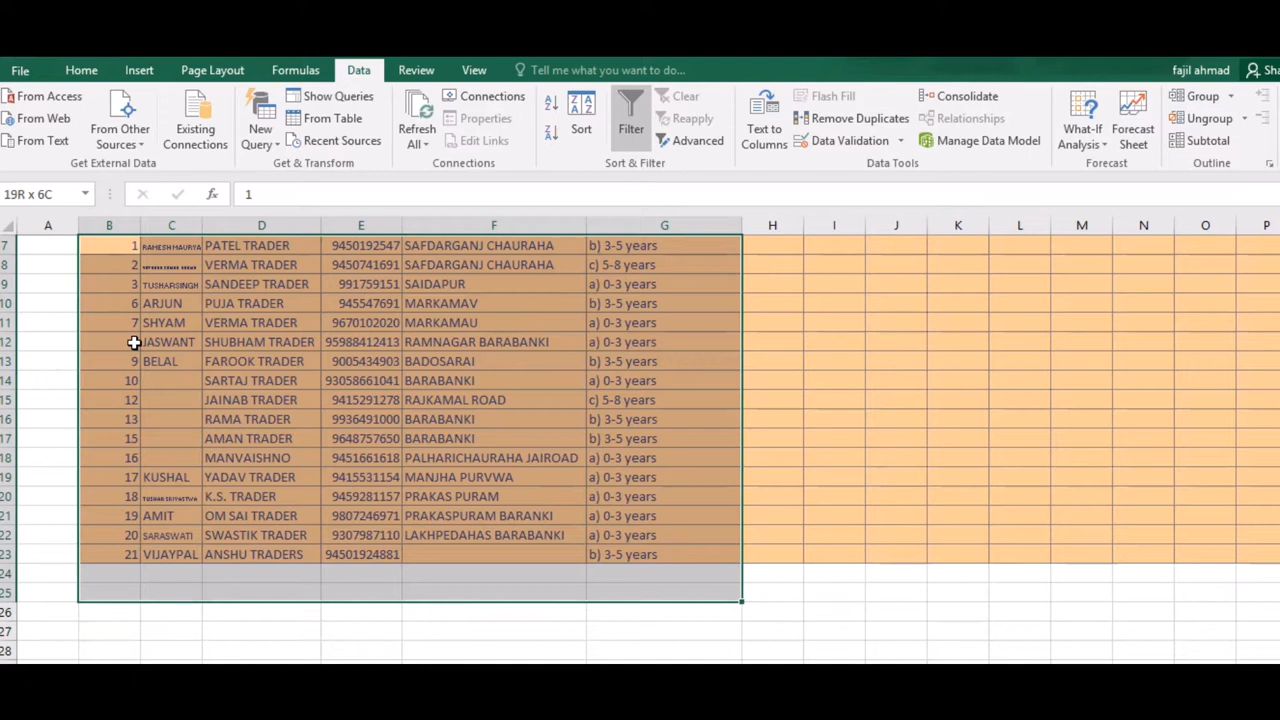 File Home Insert Page Layout Formulas Data Review View Tell me what you want to do... fajil ahmad Sha
From Access
From Web
From Text
From Other Sources
Existing Connections
Get External Data
New Query
Show Queries
From Table
Recent Sources
Get & Transform
Refresh All
Connections
Properties
Edit Links
Connections
Sort
Filter
Clear
Reapply
Advanced
Sort & Filter
Text to Columns
Flash Fill
Remove Duplicates
Data Validation
Consolidate
Relationships
Manage Data Model
Data Tools
What-If Analysis
Forecast Sheet
Forecast
Group
Ungroup
Subtotal
Outline
19R x 6C fx 1
A B C D E F G H I J K L M N O P
7 1 RAMESH MAURYA PATEL TRADER 9450192547 SAFDARGANJ CHAURAHA b) 3-5 years
8 2 VERMA TRADER 9450741691 SAFDARGANJ CHAURAHA c) 5-8 years
9 3 TUSHAR SINGH SANDEEP TRADER 991759151 SAIDAPUR a) 0-3 years
10 6 ARJUN PUJA TRADER 945547691 MARKAMAV b) 3-5 years
11 7 SHYAM VERMA TRADER 9670102020 MARKAMAU a) 0-3 years
12 JASWANT SHUBHAM TRADER 95988412413 RAMNAGAR BARABANKI a) 0-3 years
13 9 BELAL FAROOK TRADER 9005434903 BADOSARAI b) 3-5 years
14 10 SARTAJ TRADER 93058661041 BARABANKI a) 0-3 years
15 12 JAINAB TRADER 9415291278 RAJKAMAL ROAD c) 5-8 years
16 13 RAMA TRADER 9936491000 BARABANKI b) 3-5 years
17 15 AMAN TRADER 9648757650 BARABANKI b) 3-5 years
18 16 MANVAISHNO 9451661618 PALHARICHAURAHA JAIROAD a) 0-3 years
19 17 KUSHAL YADAV TRADER 9415531154 MANJHA PURVWA a) 0-3 years
20 18 TUSHAR SRIVASTWA K.S. TRADER 9459281157 PRAKAS PURAM a) 0-3 years
21 19 AMIT OM SAI TRADER 9807246971 PRAKASPURAM BARANKI a) 0-3 years
22 20 SARASWATI SWASTIK TRADER 9307987110 LAKHPEDAHAS BARABANKI a) 0-3 years
23 21 VIJAYPAL ANSHU TRADERS 94501924881 b) 3-5 years
24
25
26
27
28